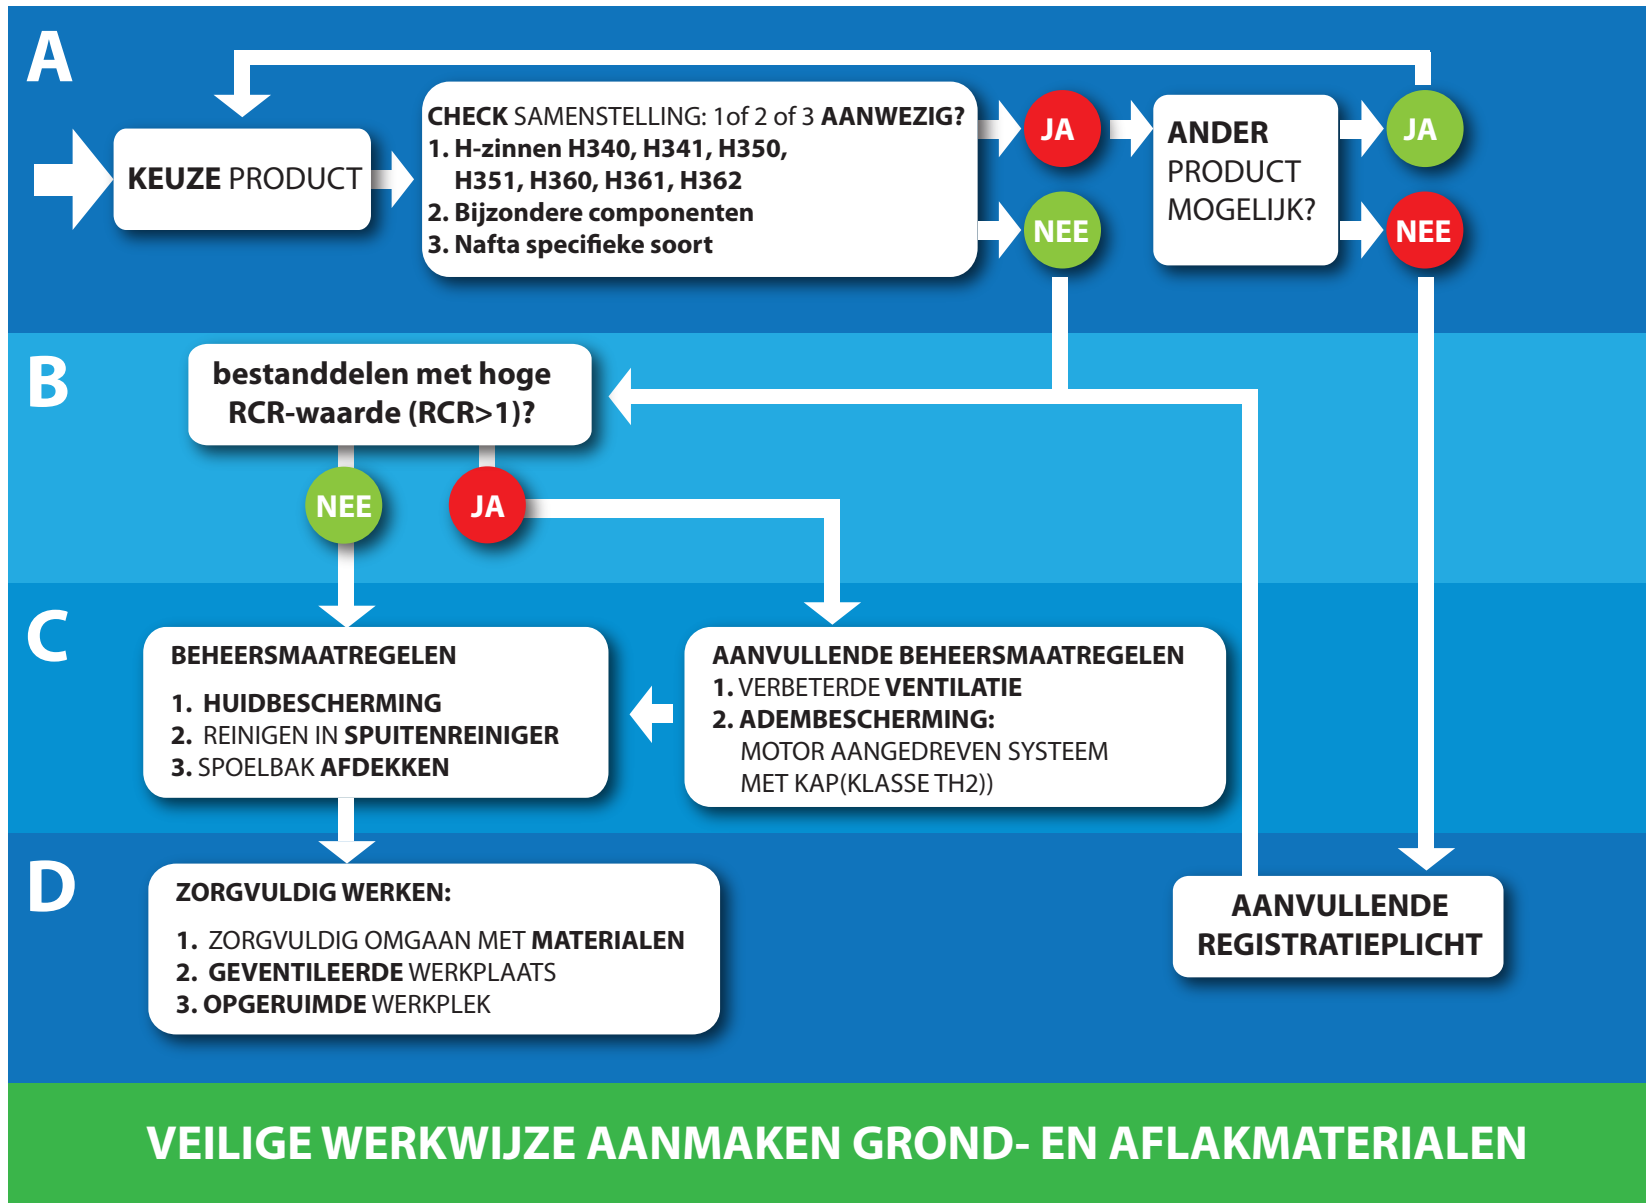 A
KEUZE PRODUCT
CHECK SAMENSTELLING: 1of 2 of 3 AANWEZIG?
1. H-zinnen H340, H341, H350,
H351, H360, H361, H362
2. Bijzondere componenten
3. Nafta specifieke soort
JA
NEE
ANDER
PRODUCT
MOGELIJK?
JA
NEE
B
bestanddelen met hoge
RCR-waarde (RCR>1)?
NEE
JA
C
BEHEERSMAATREGELEN
1. HUIDBESCHERMING
2. REINIGEN IN SPUITENREINIGER
3. SPOELBAK AFDEKKEN
AANVULLENDE BEHEERSMAATREGELEN
1. VERBETERDE VENTILATIE
2. ADEMBESCHERMING:
MOTOR AANGEDREVEN SYSTEEM
MET KAP(KLASSE TH2))
D
ZORGVULDIG WERKEN:
1. ZORGVULDIG OMGAAN MET MATERIALEN
2. GEVENTILEERDE WERKPLAATS
3. OPGERUIMDE WERKPLEK
AANVULLENDE
REGISTRATIEPLICHT
VEILIGE WERKWIJZE AANMAKEN GROND- EN AFLAKMATERIALEN